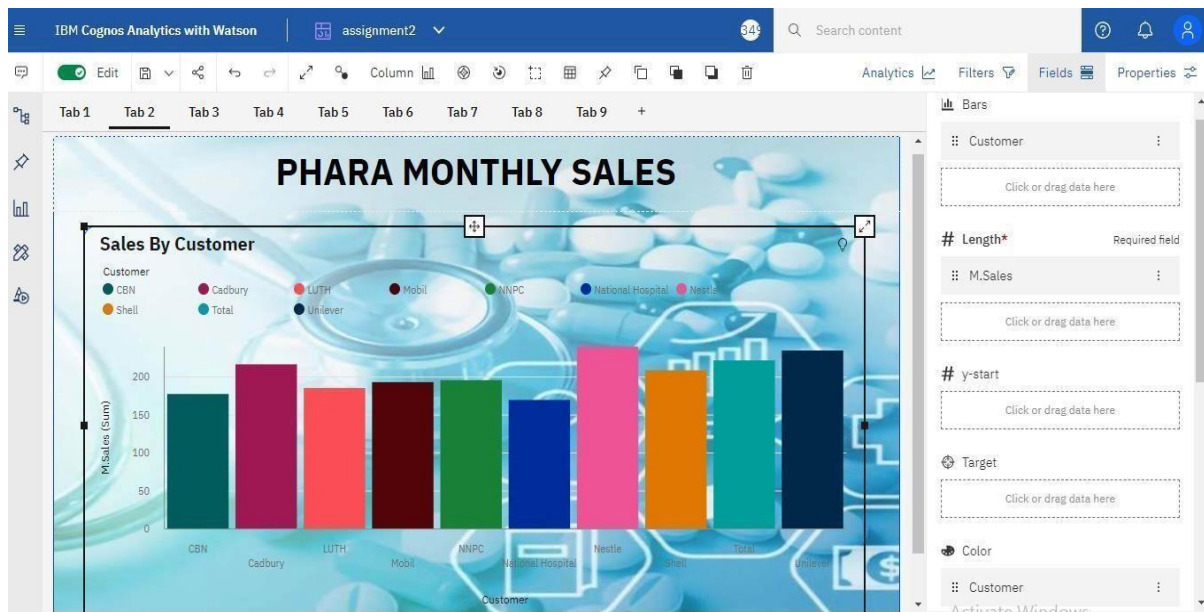 IBM Cognos Analytics with Watson
assignment2
349
Search content
Edit
Column
Analytics
Filters
Fields
Properties
Tab 1 Tab 2 Tab 3 Tab 4 Tab 5 Tab 6 Tab 7 Tab 8 Tab 9 +
PHARA MONTHLY SALES
Sales By Customer
Customer
CBN Cadbury LUTH Mobil NNPC National Hospital Nestle
Shell Total Unilever
M.Sales (Sum)
200
150
100
50
0
CBN Cadbury LUTH Mobil NNPC National Hospital Nestle Shell Total Unilever
Customer
Bars
Customer
Click or drag data here
# Length* Required field
M.Sales
Click or drag data here
# y-start
Click or drag data here
Target
Click or drag data here
Color
Customer
Activate Windows